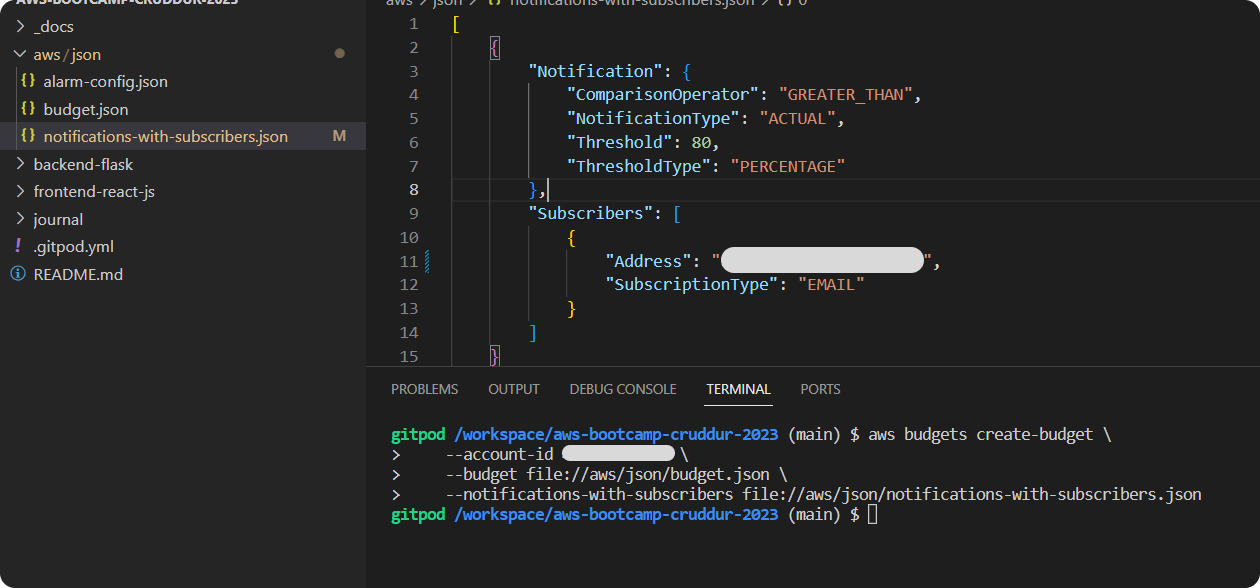 AWS-BOOTCAMP-CRUDDUR-2023
_docs
aws/json
{} alarm-config.json
{} budget.json
{} notifications-with-subscribers.json M
backend-flask
frontend-react-js
journal
! .gitpod.yml
README.md
aws > json > {} notifications-with-subscribers.json > {} 0
1 [
2 {
3 "Notification": {
4 "ComparisonOperator": "GREATER_THAN",
5 "NotificationType": "ACTUAL",
6 "Threshold": 80,
7 "ThresholdType": "PERCENTAGE"
8 },
9 "Subscribers": [
10 {
11 "Address": "",
12 "SubscriptionType": "EMAIL"
13 }
14 ]
15 }
PROBLEMS OUTPUT DEBUG CONSOLE TERMINAL PORTS
gitpod /workspace/aws-bootcamp-cruddur-2023 (main) $ aws budgets create-budget \
> --account-id \
> --budget file://aws/json/budget.json \
> --notifications-with-subscribers file://aws/json/notifications-with-subscribers.json
gitpod /workspace/aws-bootcamp-cruddur-2023 (main) $